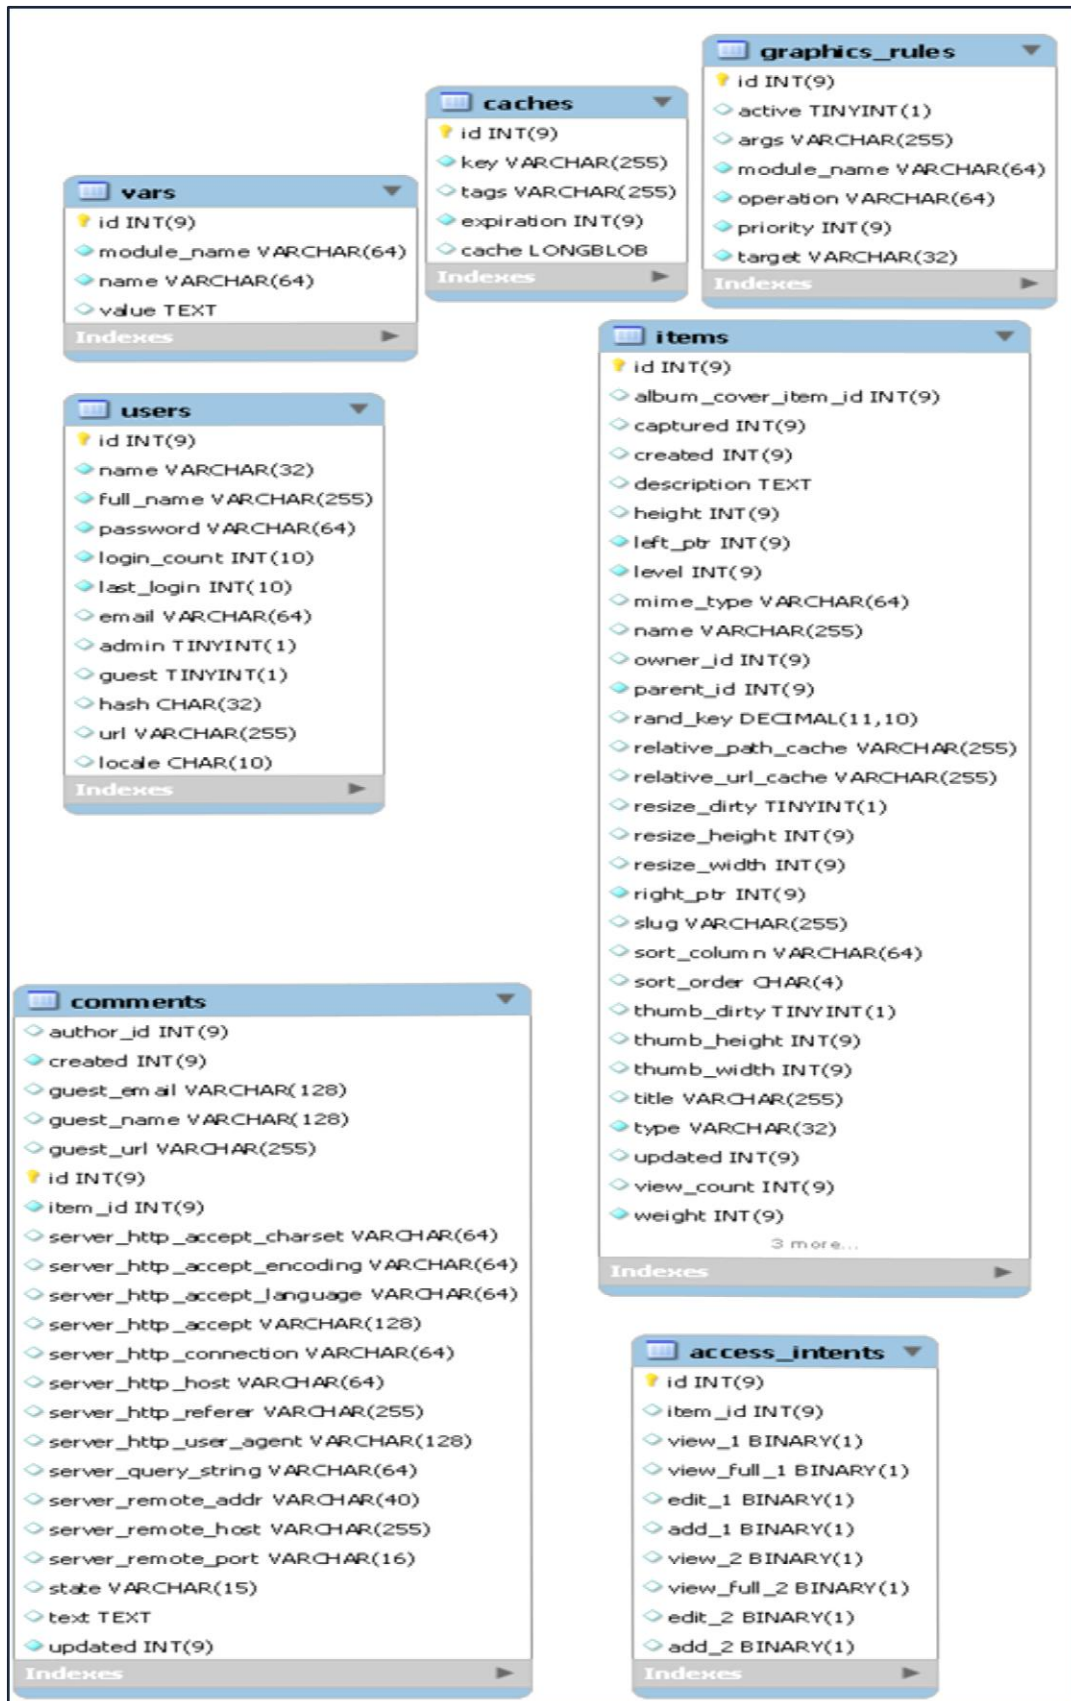 graphics_rules
id INT(9)
active TINYINT(1)
args VARCHAR(255)
module_name VARCHAR(64)
operation VARCHAR(64)
priority INT(9)
target VARCHAR(32)
Indexes
caches
id INT(9)
key VARCHAR(255)
tags VARCHAR(255)
expiration INT(9)
cache LONGBLOB
Indexes
vars
id INT(9)
module_name VARCHAR(64)
name VARCHAR(64)
value TEXT
Indexes
users
id INT(9)
name VARCHAR(32)
full_name VARCHAR(255)
password VARCHAR(64)
login_count INT(10)
last_login INT(10)
email VARCHAR(64)
admin TINYINT(1)
guest TINYINT(1)
hash CHAR(32)
url VARCHAR(255)
locale CHAR(10)
Indexes
items
id INT(9)
album_cover_item_id INT(9)
captured INT(9)
created INT(9)
description TEXT
height INT(9)
left_ptr INT(9)
level INT(9)
mime_type VARCHAR(64)
name VARCHAR(255)
owner_id INT(9)
parent_id INT(9)
rand_key DECIMAL(11,10)
relative_path_cache VARCHAR(255)
relative_url_cache VARCHAR(255)
resize_dirty TINYINT(1)
resize_height INT(9)
resize_width INT(9)
right_ptr INT(9)
slug VARCHAR(255)
sort_column VARCHAR(64)
sort_order CHAR(4)
thumb_dirty TINYINT(1)
thumb_height INT(9)
thumb_width INT(9)
title VARCHAR(255)
type VARCHAR(32)
updated INT(9)
view_count INT(9)
weight INT(9)
3 more...
Indexes
comments
author_id INT(9)
created INT(9)
guest_email VARCHAR(128)
guest_name VARCHAR(128)
guest_url VARCHAR(255)
id INT(9)
item_id INT(9)
server_http_accept_charset VARCHAR(64)
server_http_accept_encoding VARCHAR(64)
server_http_accept_language VARCHAR(64)
server_http_accept VARCHAR(128)
server_http_connection VARCHAR(64)
server_http_host VARCHAR(64)
server_http_referer VARCHAR(255)
server_http_user_agent VARCHAR(128)
server_query_string VARCHAR(64)
server_remote_addr VARCHAR(40)
server_remote_host VARCHAR(255)
server_remote_port VARCHAR(16)
state VARCHAR(15)
text TEXT
updated INT(9)
Indexes
access_intents
id INT(9)
item_id INT(9)
view_1 BINARY(1)
view_full_1 BINARY(1)
edit_1 BINARY(1)
add_1 BINARY(1)
view_2 BINARY(1)
view_full_2 BINARY(1)
edit_2 BINARY(1)
add_2 BINARY(1)
Indexes